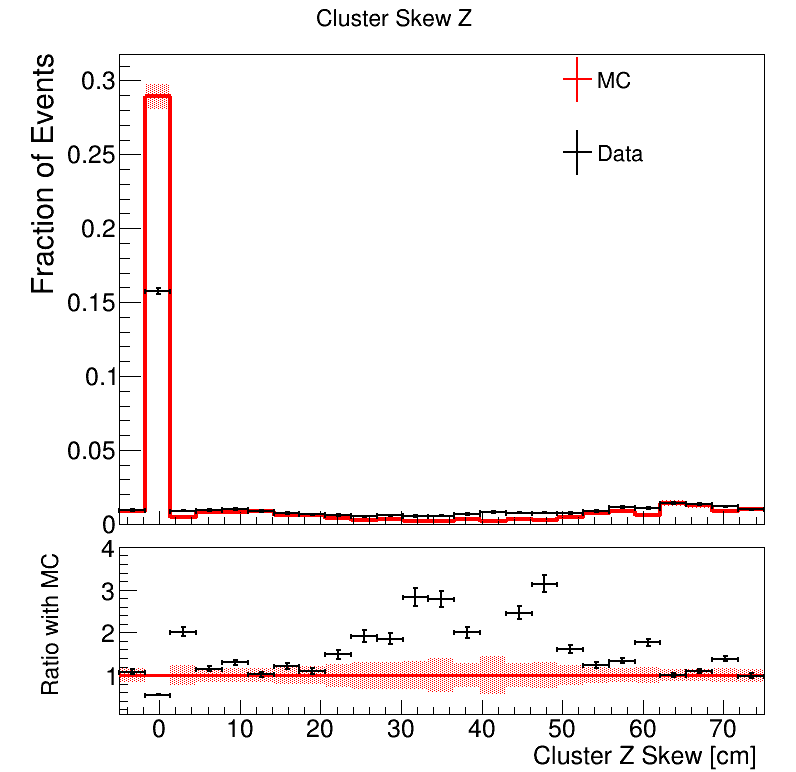 Cluster Skew Z
Fraction of Events
0.3
0.25
0.2
0.15
0.1
0.05
0
MC
Data
Ratio with MC
4
3
2
1
0 10 20 30 40 50 60 70
Cluster Z Skew [cm]